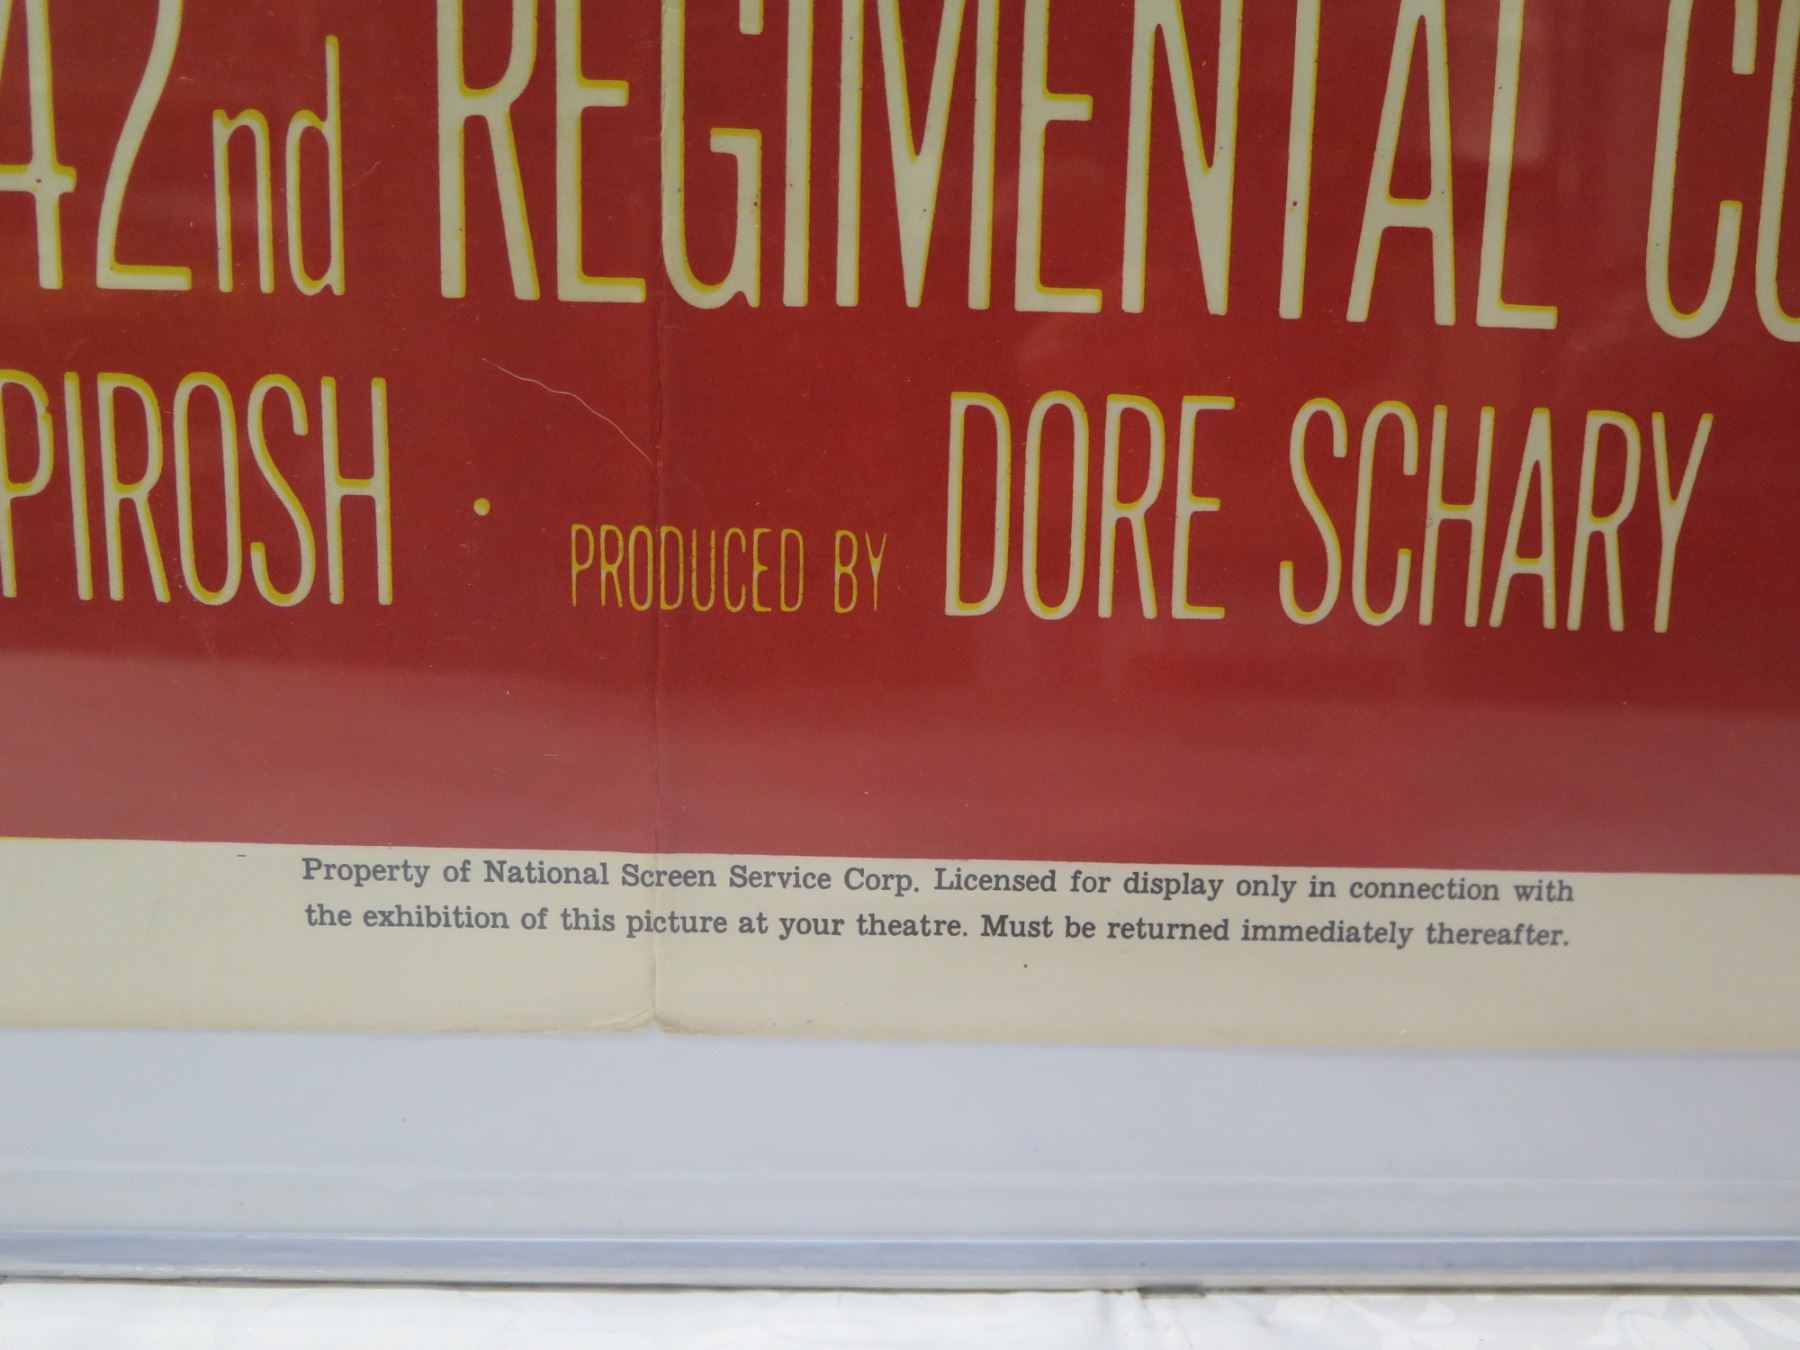 42nd REGIMENTAL CO
PIROSH • PRODUCED BY DORE SCHARY
Property of National Screen Service Corp. Licensed for display only in connection with
the exhibition of this picture at your theatre. Must be returned immediately thereafter.